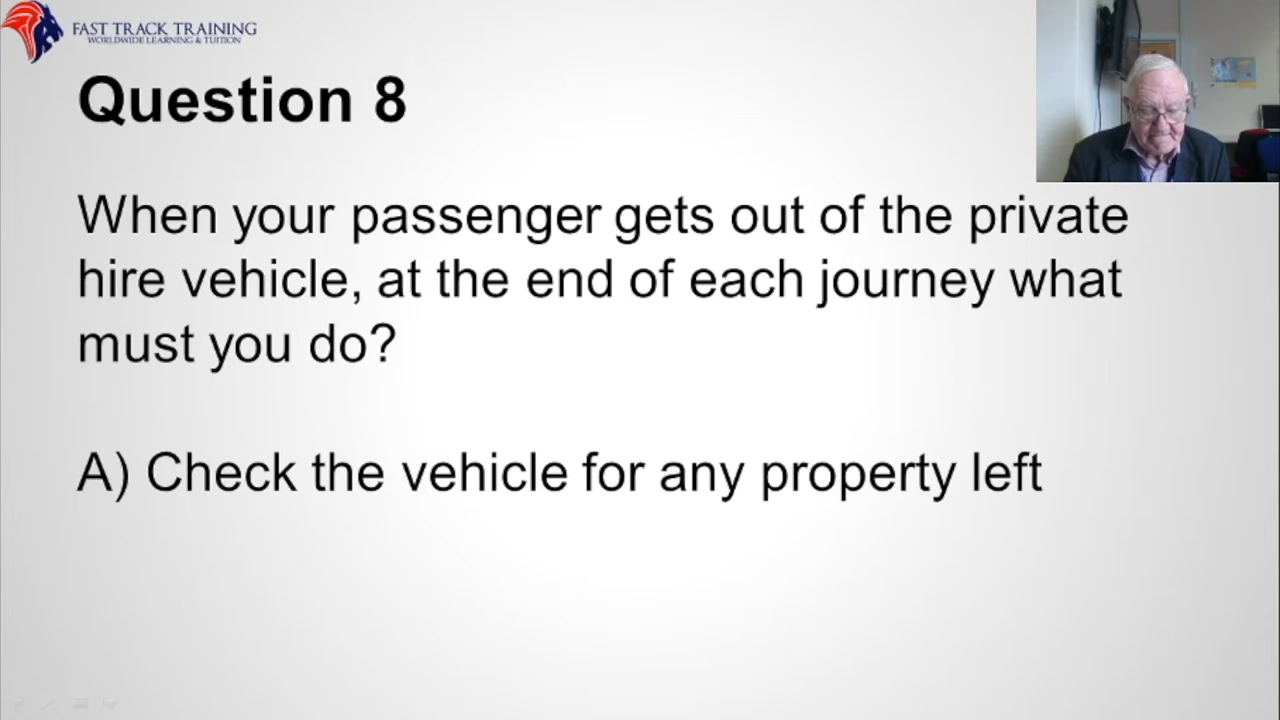 FAST TRACK TRAINING
WORLDWIDE LEARNING & TUITION
Question 8
When your passenger gets out of the private
hire vehicle, at the end of each journey what
must you do?
A) Check the vehicle for any property left